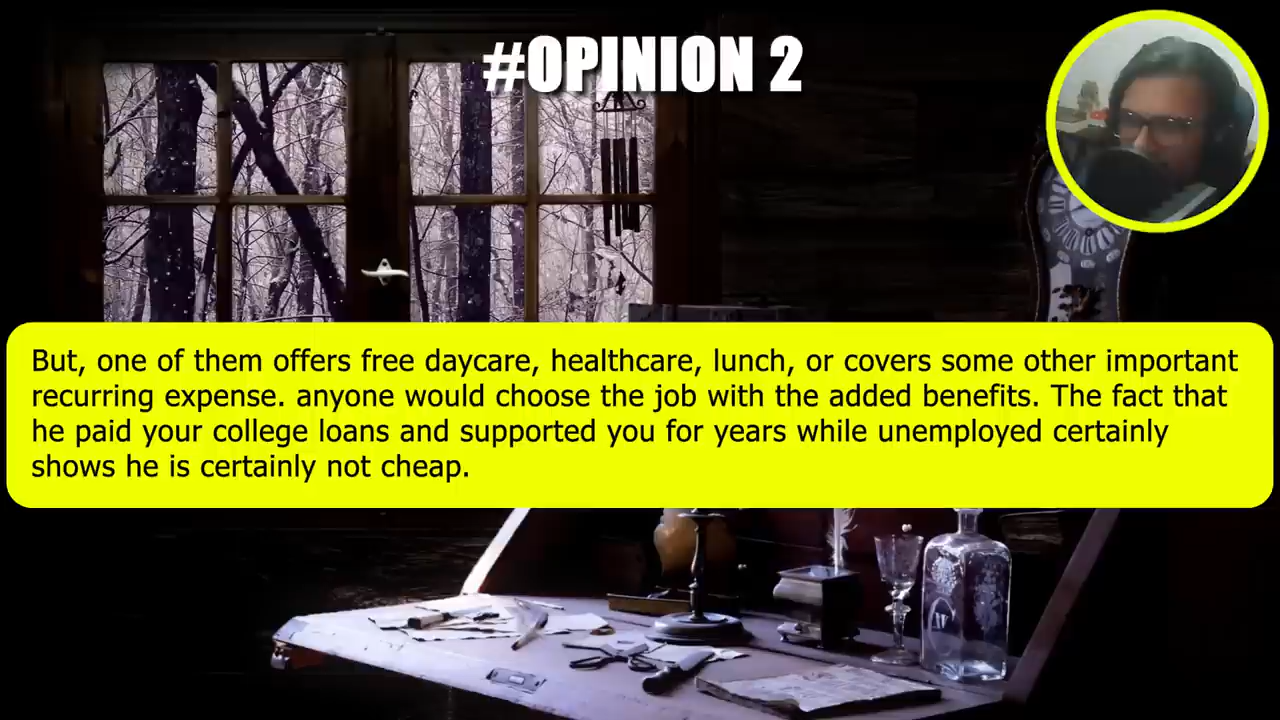 #OPINION 2
But, one of them offers free daycare, healthcare, lunch, or covers some other important
recurring expense. anyone would choose the job with the added benefits. The fact that
he paid your college loans and supported you for years while unemployed certainly
shows he is certainly not cheap.